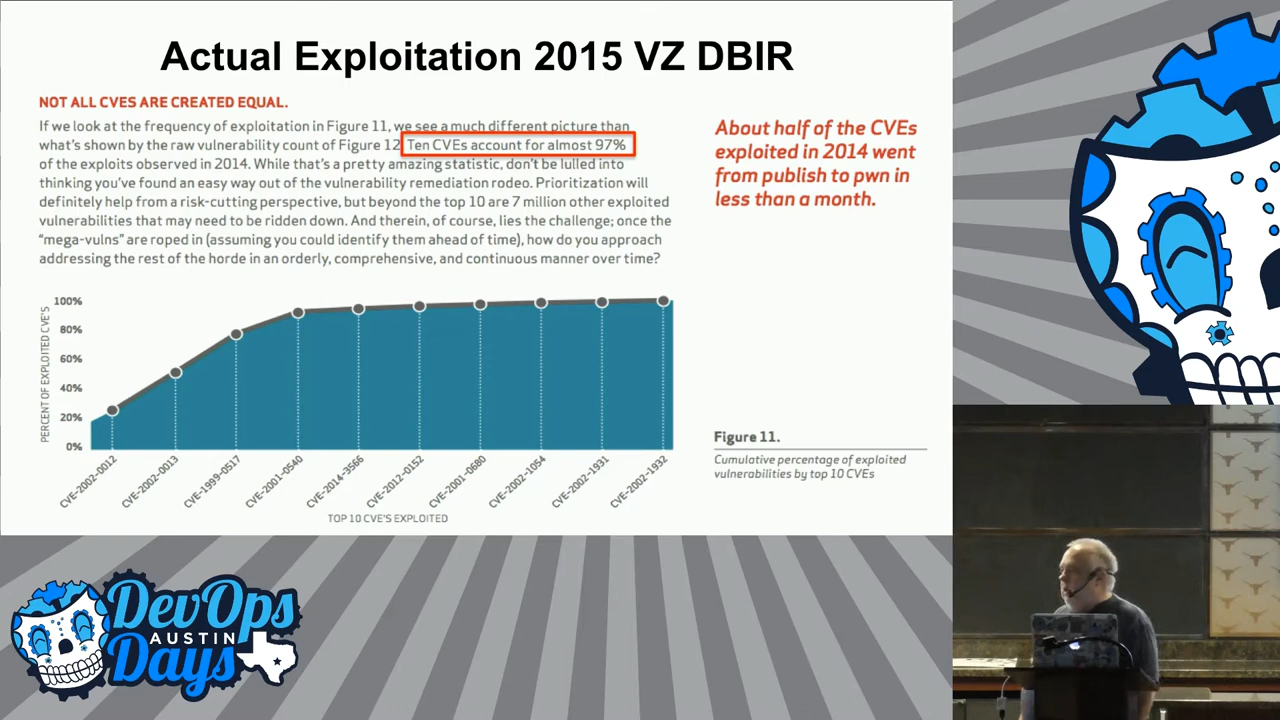 Actual Exploitation 2015 VZ DBIR
NOT ALL CVES ARE CREATED EQUAL.
If we look at the frequency of exploitation in Figure 11, we see a much different picture than
what's shown by the raw vulnerability count of Figure 12. Ten CVEs account for almost 97%
of the exploits observed in 2014. While that's a pretty amazing statistic, don't be lulled into
thinking you've found an easy way out of the vulnerability remediation rodeo. Prioritization will
definitely help from a risk-cutting perspective, but beyond the top 10 are 7 million other exploited
vulnerabilities that may need to be ridden down. And therein, of course, lies the challenge; once the
“mega-vulns” are roped in (assuming you could identify them ahead of time), how do you approach
addressing the rest of the horde in an orderly, comprehensive, and continuous manner over time?
About half of the CVEs
exploited in 2014 went
from publish to pwn in
less than a month.
PERCENT OF EXPLOITED CVE'S
100%
80%
60%
40%
20%
0%
CVE-2002-0012
CVE-2002-0013
CVE-1999-0517
CVE-2001-0540
CVE-2014-3566
CVE-2012-0152
CVE-2001-0680
CVE-2002-1054
CVE-2002-1931
CVE-2002-1932
TOP 10 CVE'S EXPLOITED
Figure 11.
Cumulative percentage of exploited
vulnerabilities by top 10 CVEs
DevOps
AUSTIN
Days